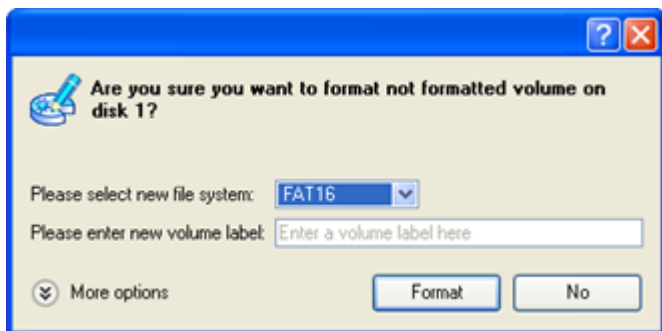 Are you sure you want to format not formatted volume on
disk 1?
Please select new file system: FAT16
Please enter new volume label: Enter a volume label here
More options Format No